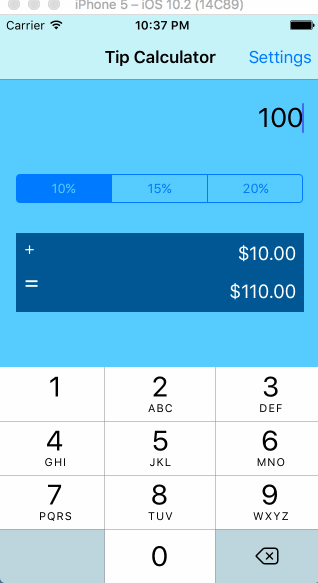 iPhone 5 – iOS 10.2 (14C89)
Carrier 10:37 PM
Tip Calculator Settings
100
10% 15% 20%
+ $10.00
= $110.00
1 2 3
ABC DEF
4 5 6
GHI JKL MNO
7 8 9
PQRS TUV WXYZ
0